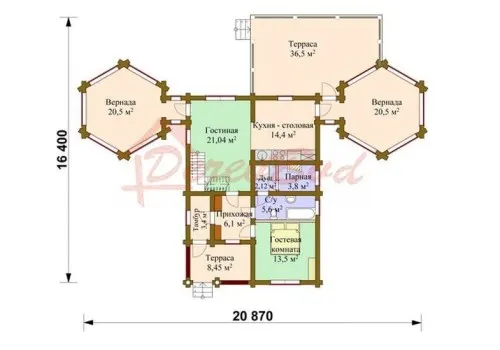 Терраса
36,5 м²
Вернада
20,5 м²
Вернада
20,5 м²
Гостиная
21,04 м²
Кухня - столовая
14,4 м²
Душ
2,12 м²
Парная
3,8 м²
С/у
5,6 м²
Тамбур
3,4 м²
Прихожая
6,1 м²
Гостевая
комната
13,5 м²
Терраса
8,45 м²
16 400
20 870